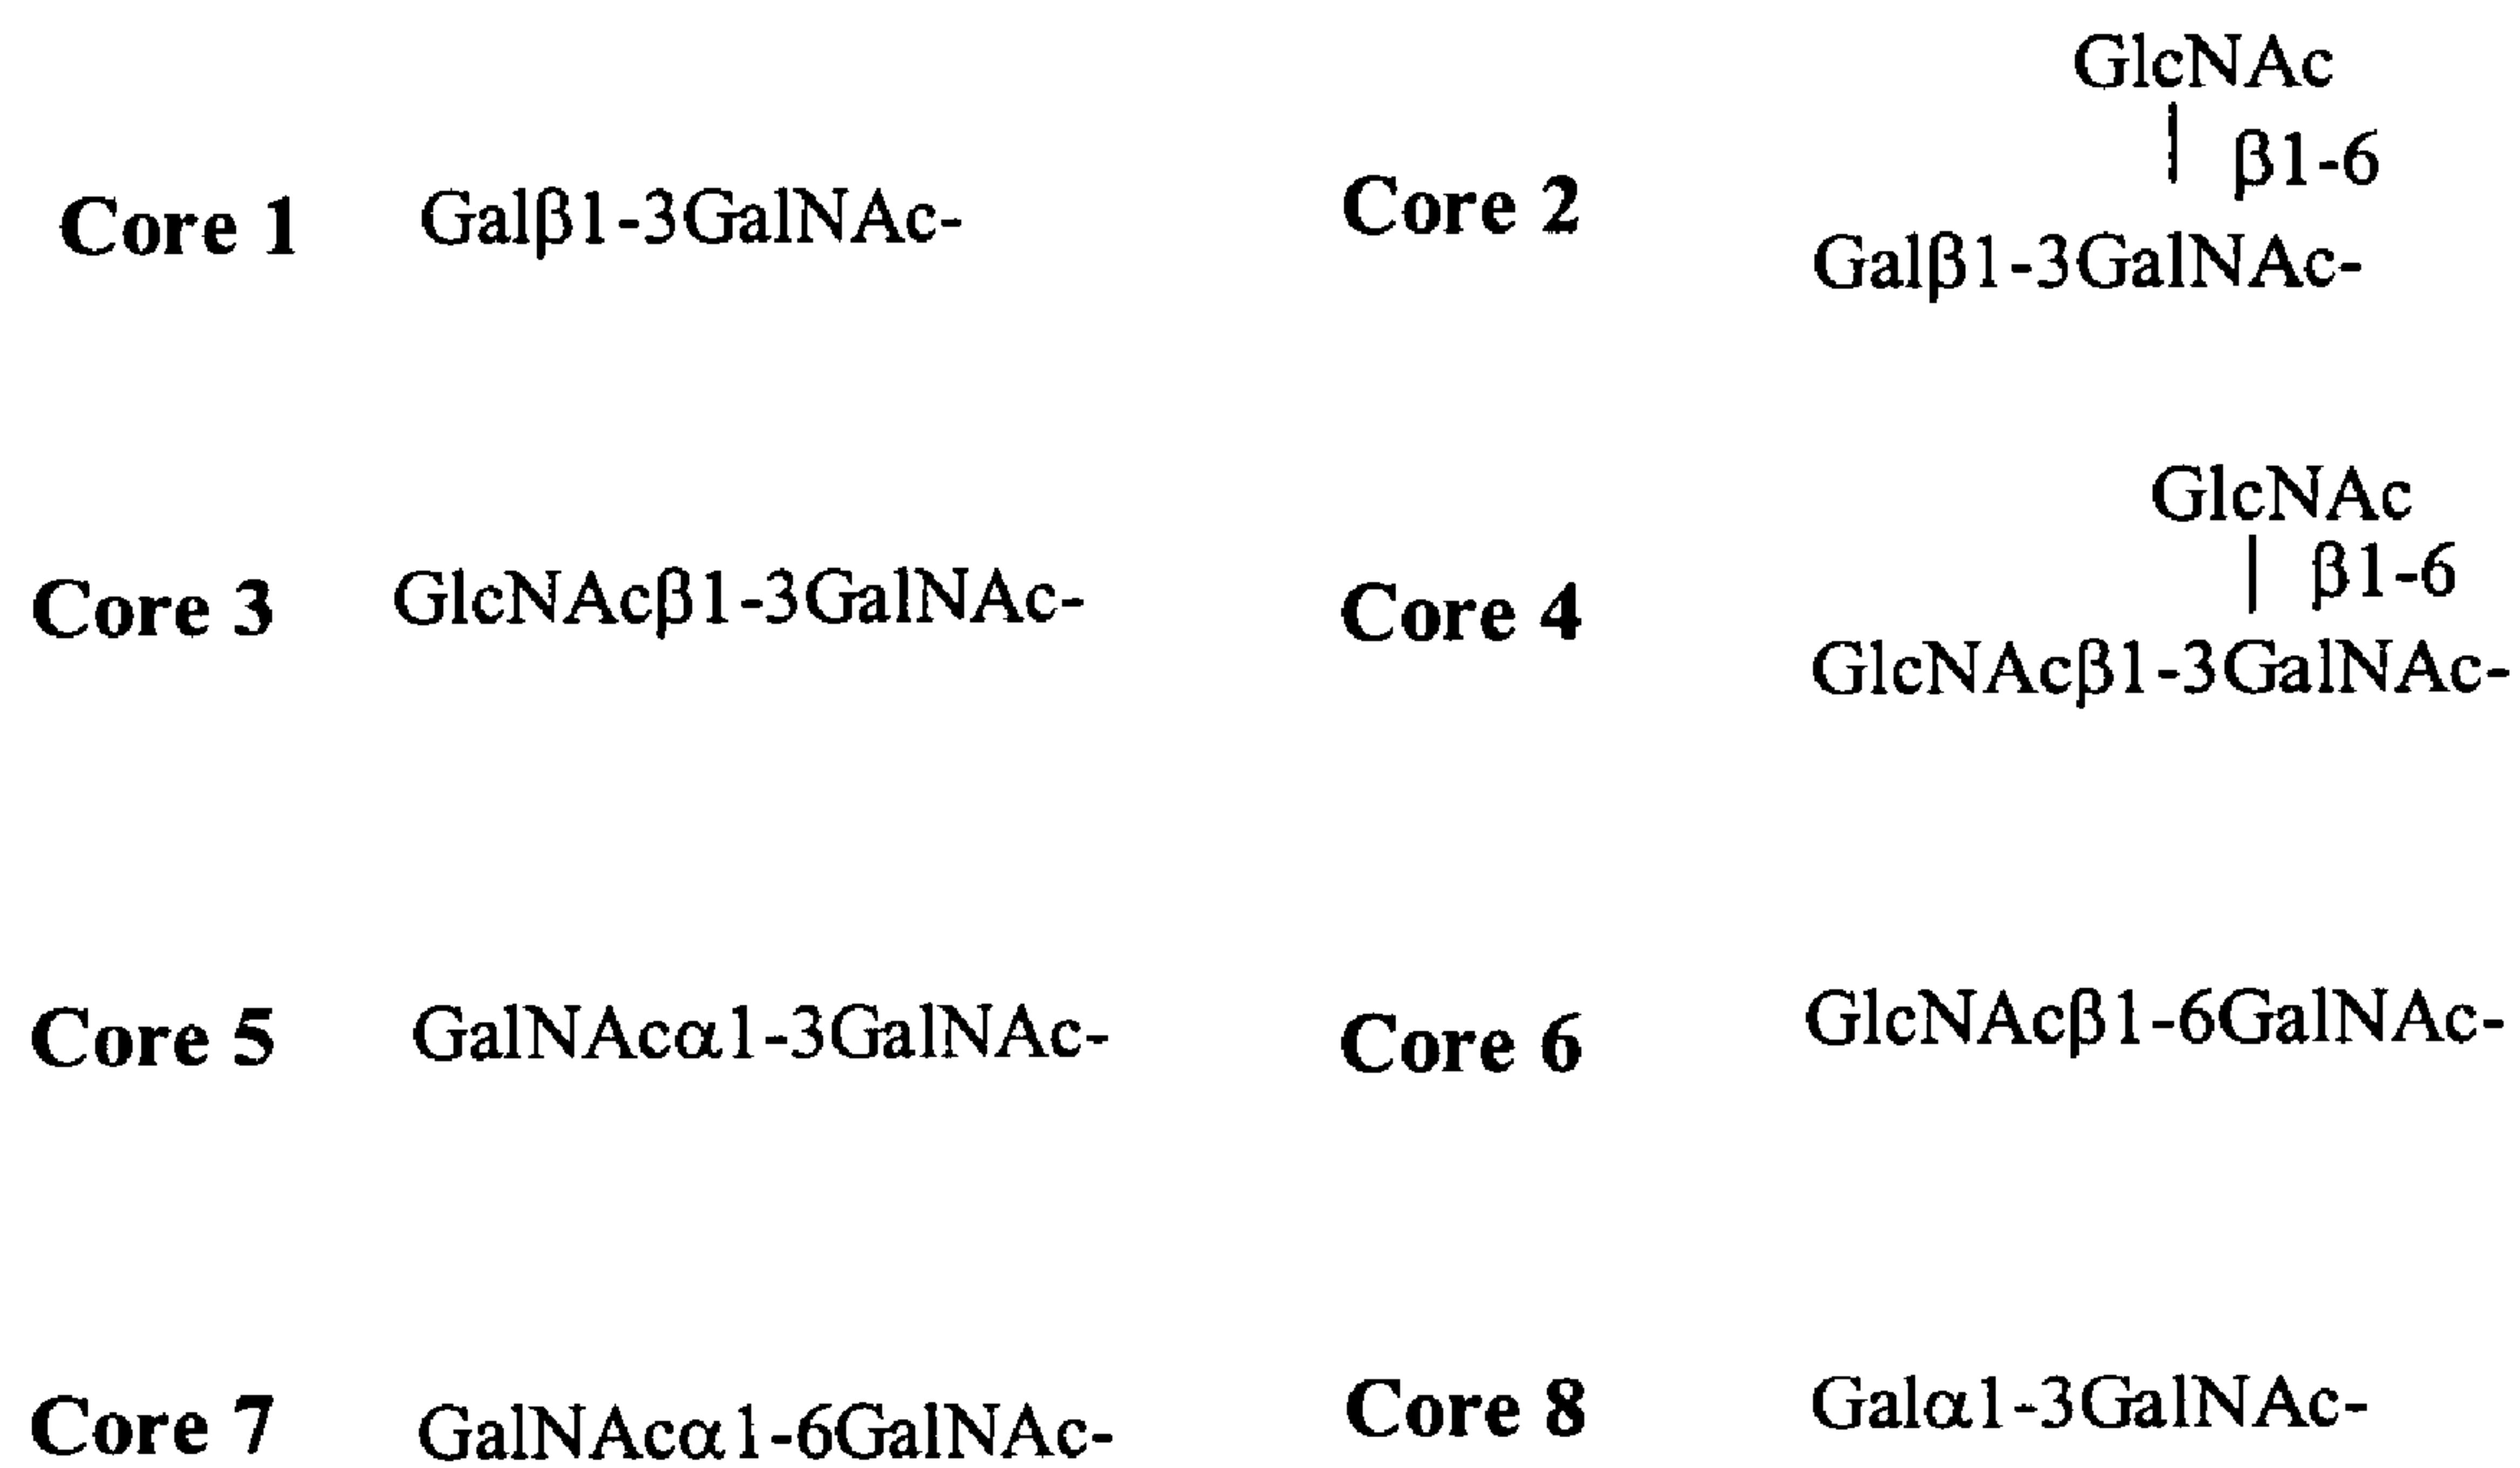 Core 1 Galβ1-3GalNAc-
Core 2
GlcNAc
β1-6
Galβ1-3GalNAc-
Core 3 GlcNAcβ1-3GalNAc-
Core 4
GlcNAc
β1-6
GlcNAcβ1-3GalNAc-
Core 5 GalNAcα1-3GalNAc-
Core 6 GlcNAcβ1-6GalNAc-
Core 7 GalNAcα1-6GalNAc-
Core 8 Galα1-3GalNAc-